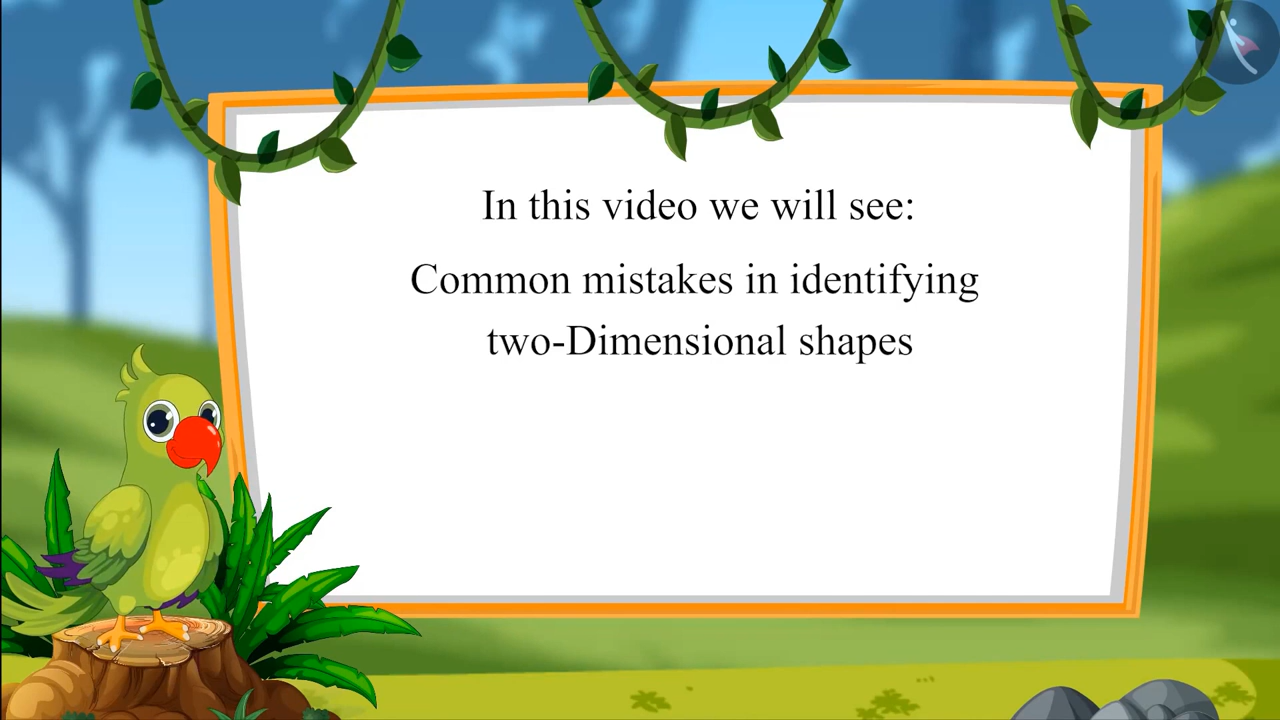 In this video we will see:
Common mistakes in identifying
two-Dimensional shapes